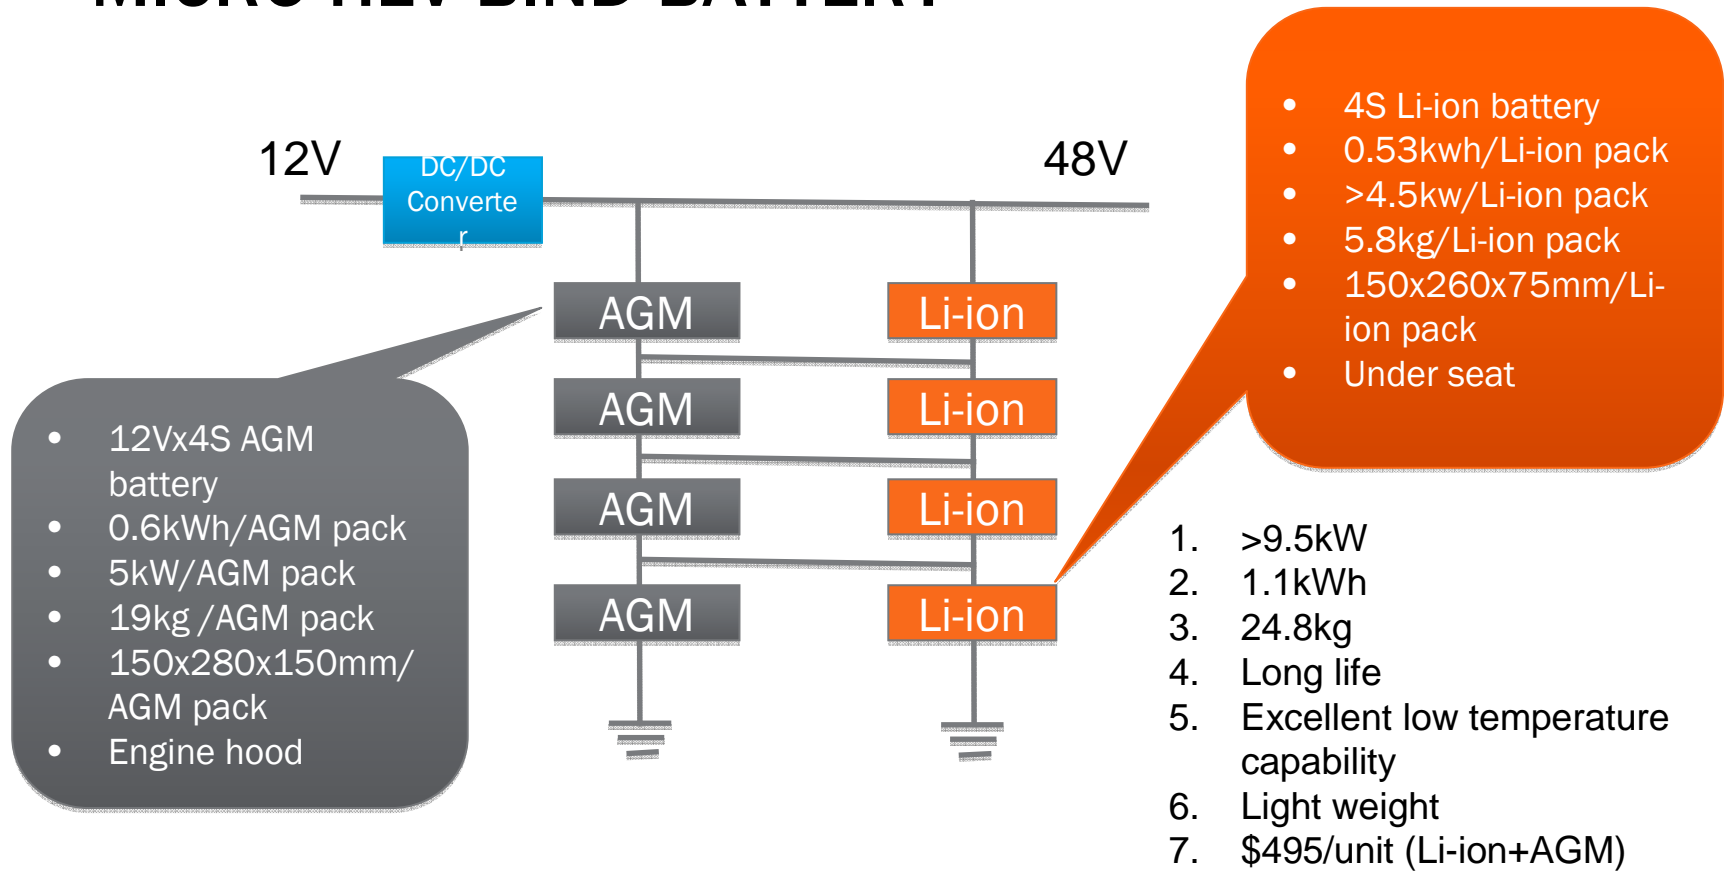 MICRO HEV BIND BATTERY
12V
DC/DC
Converte
r
48V
AGM
Li-ion
AGM
Li-ion
AGM
Li-ion
AGM
Li-ion
• 12Vx4S AGM
battery
• 0.6kWh/AGM pack
• 5kW/AGM pack
• 19kg /AGM pack
• 150x280x150mm/
AGM pack
• Engine hood
• 4S Li-ion battery
• 0.53kwh/Li-ion pack
• >4.5kw/Li-ion pack
• 5.8kg/Li-ion pack
• 150x260x75mm/Li-
ion pack
• Under seat
1. >9.5kW
2. 1.1kWh
3. 24.8kg
4. Long life
5. Excellent low temperature
capability
6. Light weight
7. $495/unit (Li-ion+AGM)